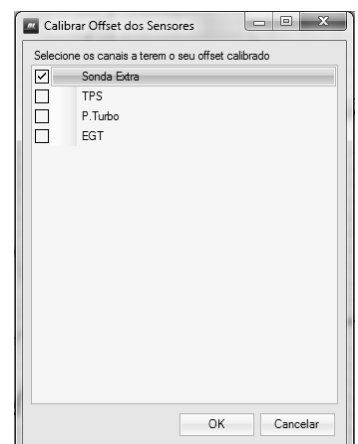 Calibrar Offset dos Sensores
Selecione os canais a terem o seu offset calibrado
Sonda Extra
TPS
P.Turbo
EGT
OK Cancelar